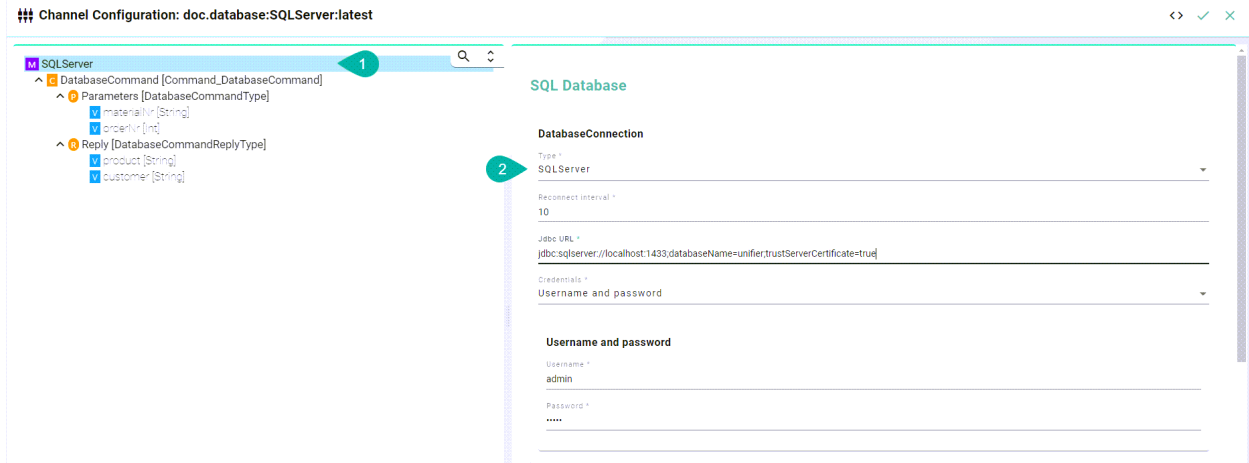 Channel Configuration: doc.database:SQLServer:latest
M SQLServer
1
C DatabaseCommand [Command_DatabaseCommand]
P Parameters [DatabaseCommandType]
V materialNr [String]
V orderNr [Int]
R Reply [DatabaseCommandReplyType]
V product [String]
V customer [String]
SQL Database
DatabaseConnection
Type *
2
SQLServer
Reconnect interval *
10
Jdbc URL *
jdbc:sqlserver://localhost:1433;databaseName=unifier;trustServerCertificate=true
Credentials *
Username and password
Username and password
Username *
admin
Password *
•••••